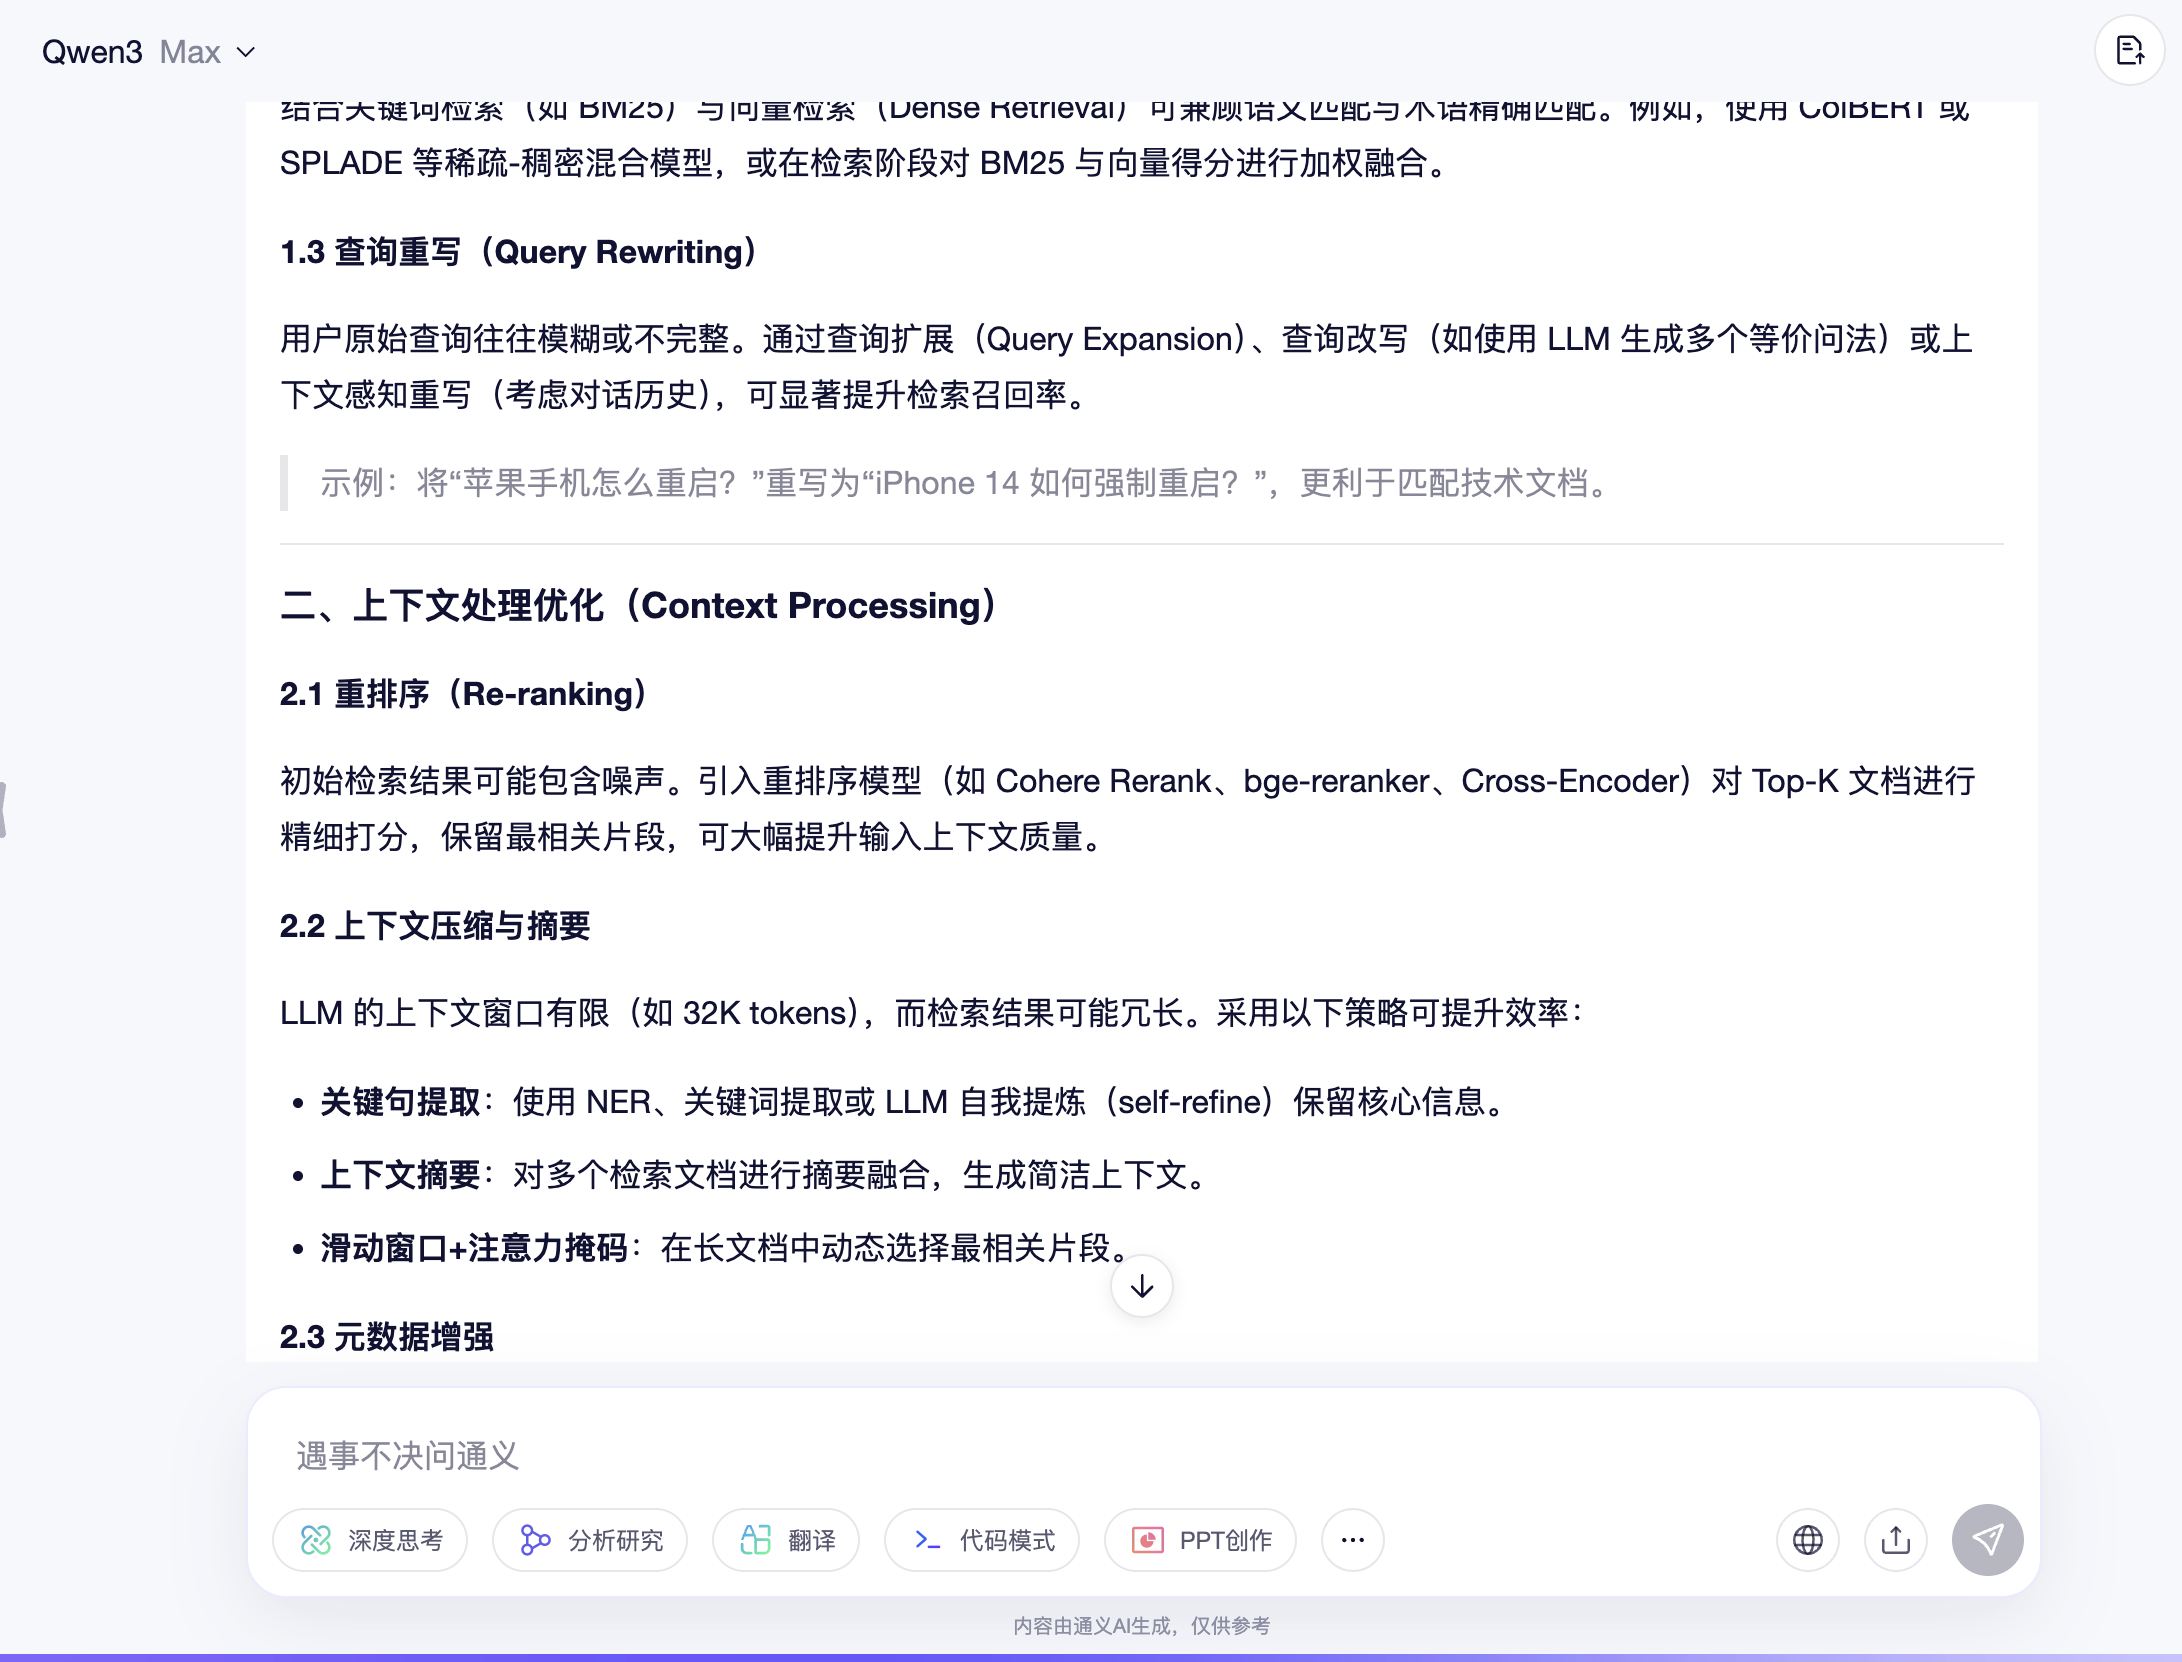 Qwen3 Max
结合关键词检索（如 BM25）与向量检索（Dense Retrieval）可兼顾语义匹配与术语精确匹配。例如，使用 ColBERT 或
SPLADE 等稀疏-稠密混合模型，或在检索阶段对 BM25 与向量得分进行加权融合。
1.3 查询重写（Query Rewriting）
用户原始查询往往模糊或不完整。通过查询扩展（Query Expansion）、查询改写（如使用 LLM 生成多个等价问法）或上
下文感知重写（考虑对话历史），可显著提升检索召回率。
示例：将“苹果手机怎么重启？”重写为“iPhone 14 如何强制重启？”，更利于匹配技术文档。
二、上下文处理优化（Context Processing）
2.1 重排序（Re-ranking）
初始检索结果可能包含噪声。引入重排序模型（如 Cohere Rerank、bge-reranker、Cross-Encoder）对 Top-K 文档进行
精细打分，保留最相关片段，可大幅提升输入上下文质量。
2.2 上下文压缩与摘要
LLM 的上下文窗口有限（如 32K tokens），而检索结果可能冗长。采用以下策略可提升效率：
• 关键句提取：使用 NER、关键词提取或 LLM 自我提炼（self-refine）保留核心信息。
• 上下文摘要：对多个检索文档进行摘要融合，生成简洁上下文。
• 滑动窗口+注意力掩码：在长文档中动态选择最相关片段。
2.3 元数据增强
遇事不决问通义
深度思考 分析研究 翻译 代码模式 PPT创作
内容由通义AI生成，仅供参考